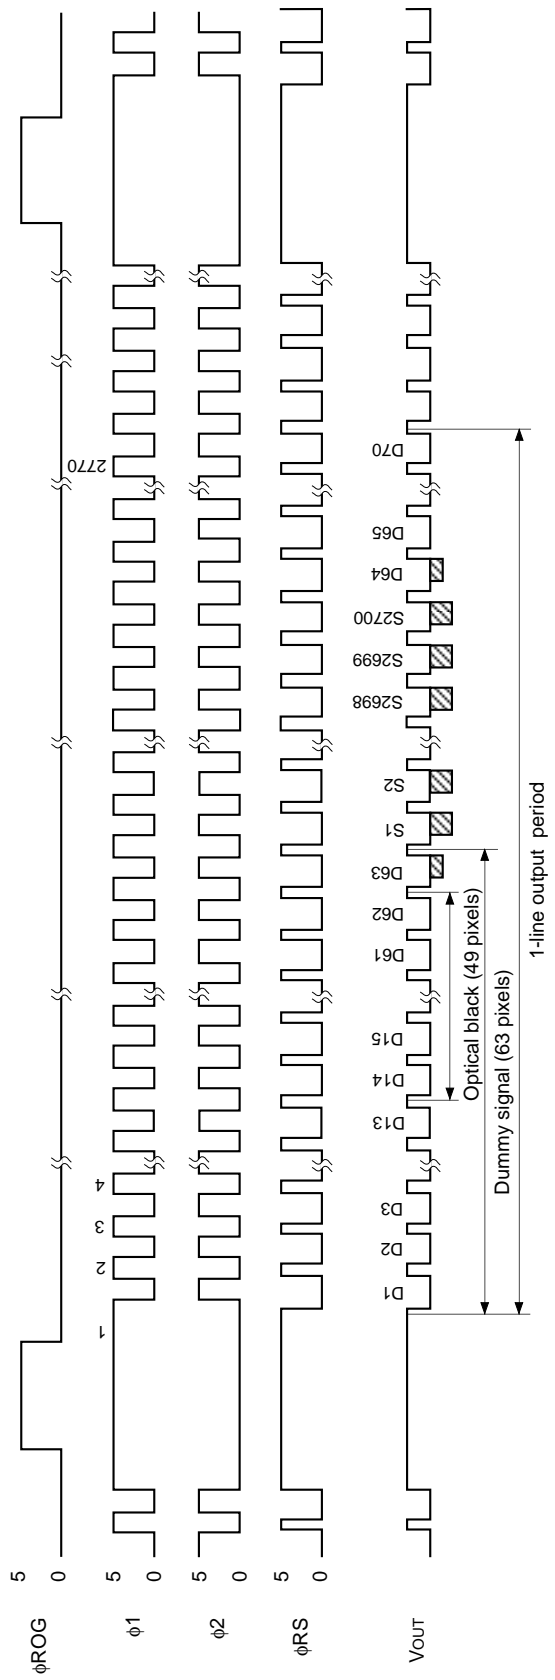 φROG
5
0
φ1
5
0
1
2
3
4
2770
φ2
5
0
φRS
5
0
VOUT
D1
D2
D3
D13
D14
D15
D61
D62
D63
S1
S2
S2698
S2699
S2700
D64
D65
D70
Optical black (49 pixels)
Dummy signal (63 pixels)
1-line output period